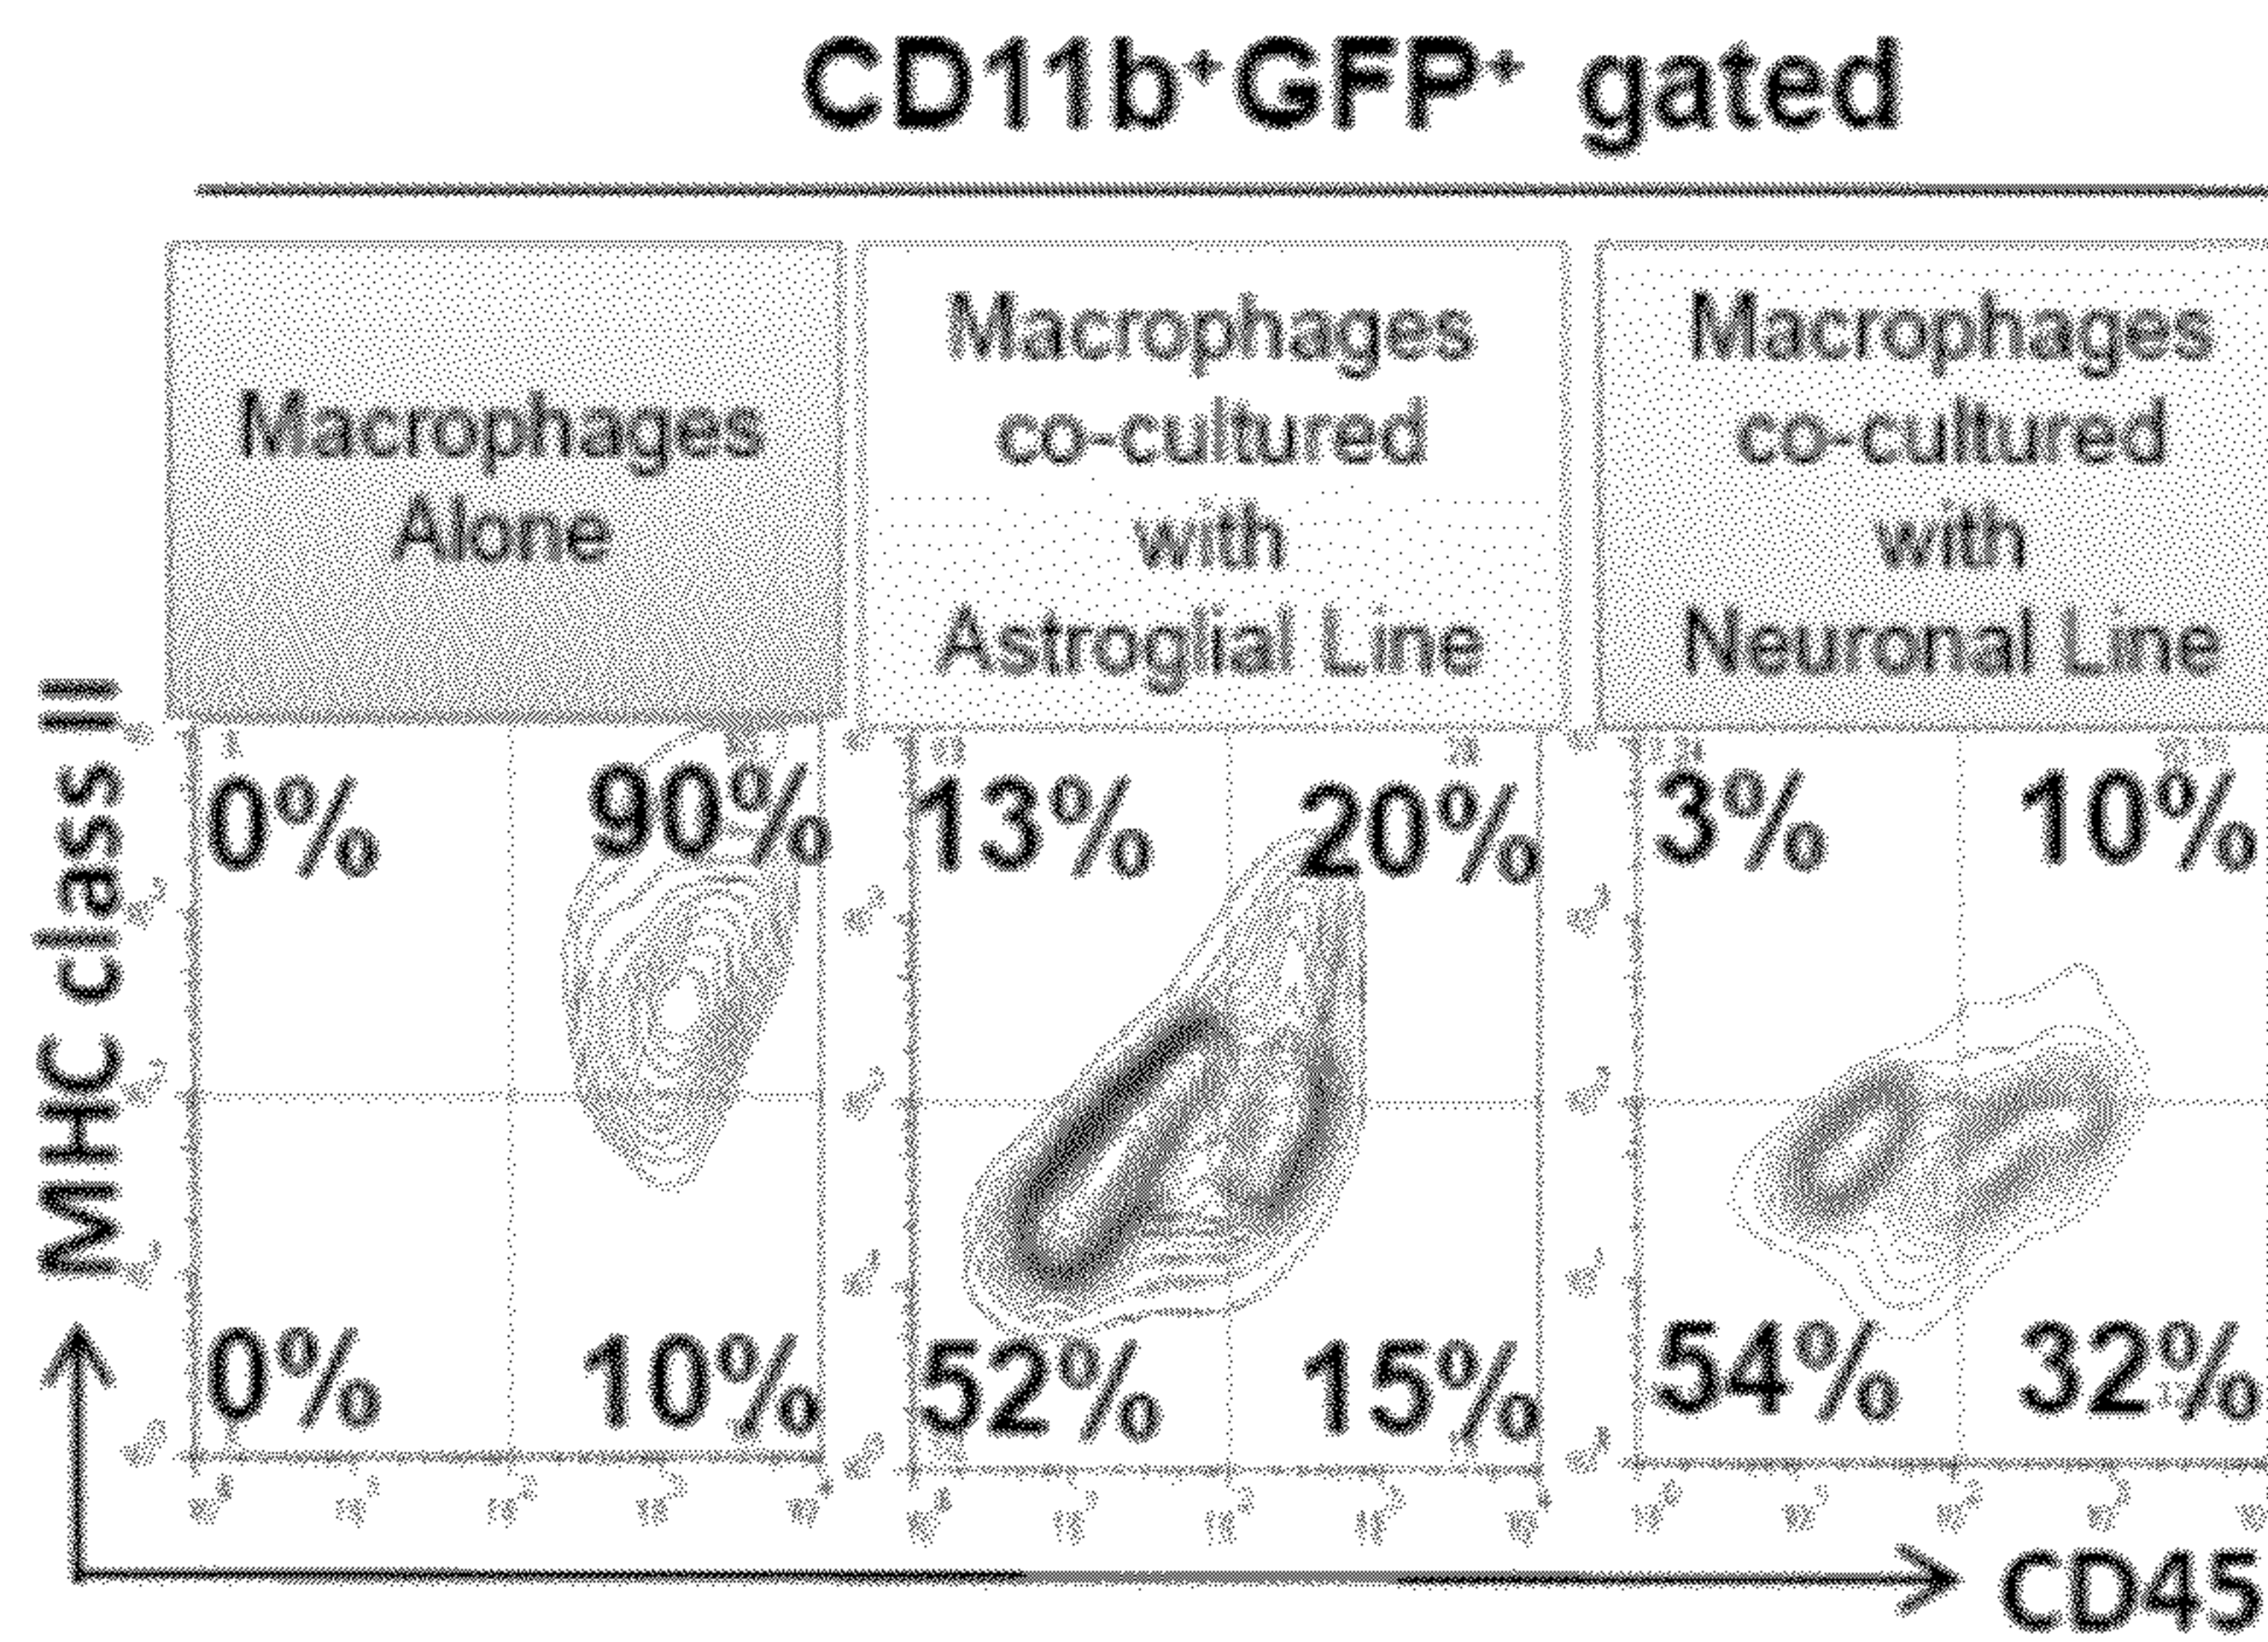 CD11b⁺GFP⁺ gated
Macrophages
Alone
Macrophages
co-cultured
with
Astroglial Line
Macrophages
co-cultured
with
Neuronal Line
MHC class III
0% 90%
0% 10%
13% 20%
52% 15%
3% 10%
54% 32%
CD45